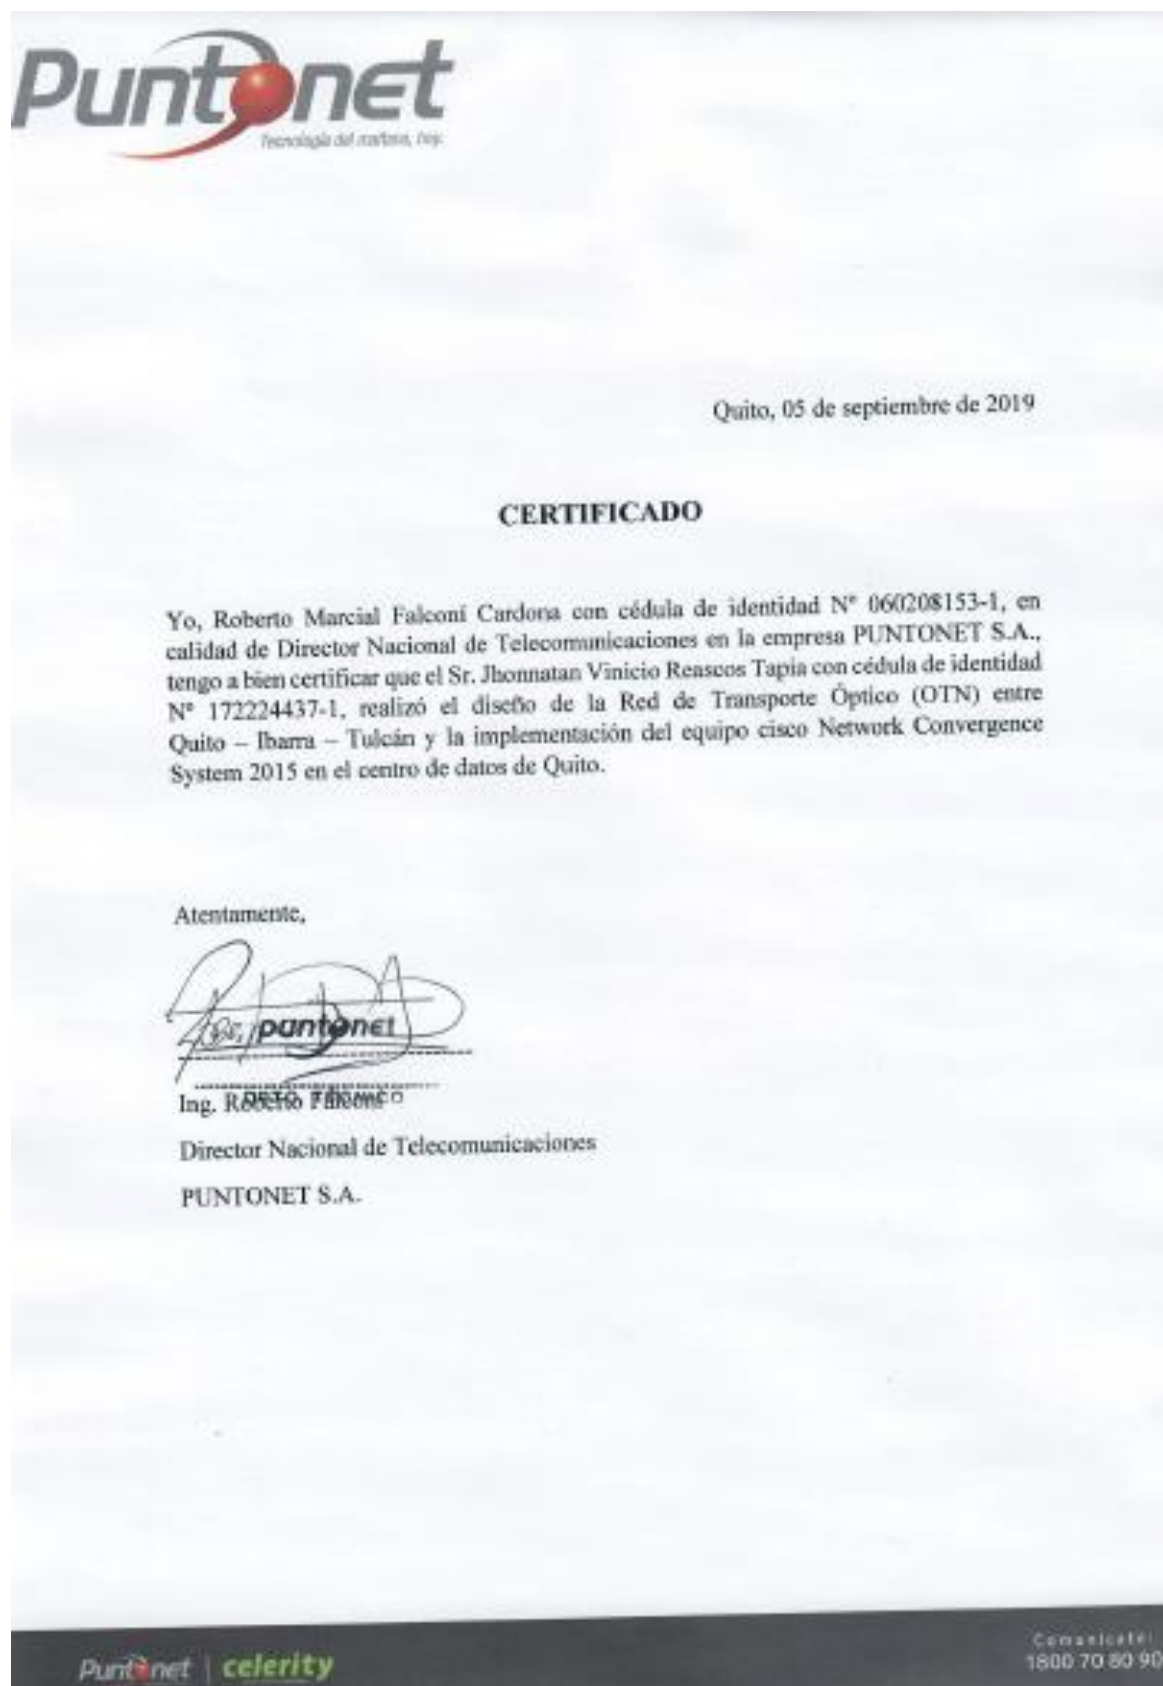 Puntonet
Tecnología del mañana, hoy.
Quito, 05 de septiembre de 2019
CERTIFICADO
Yo, Roberto Marcial Falconí Cardona con cédula de identidad N° 060208153-1, en
calidad de Director Nacional de Telecomunicaciones en la empresa PUNTONET S.A.,
tengo a bien certificar que el Sr. Jhonnatan Vinicio Reascos Tapia con cédula de identidad
N° 172224437-1, realizó el diseño de la Red de Transporte Óptico (OTN) entre
Quito – Ibarra – Tulcán y la implementación del equipo cisco Network Convergence
System 2015 en el centro de datos de Quito.
Atentamente,
puntonet
Ing. Roberto Falconí
Director Nacional de Telecomunicaciones
PUNTONET S.A.
Puntonet | celerity
Comunícate:
1800 70 80 90